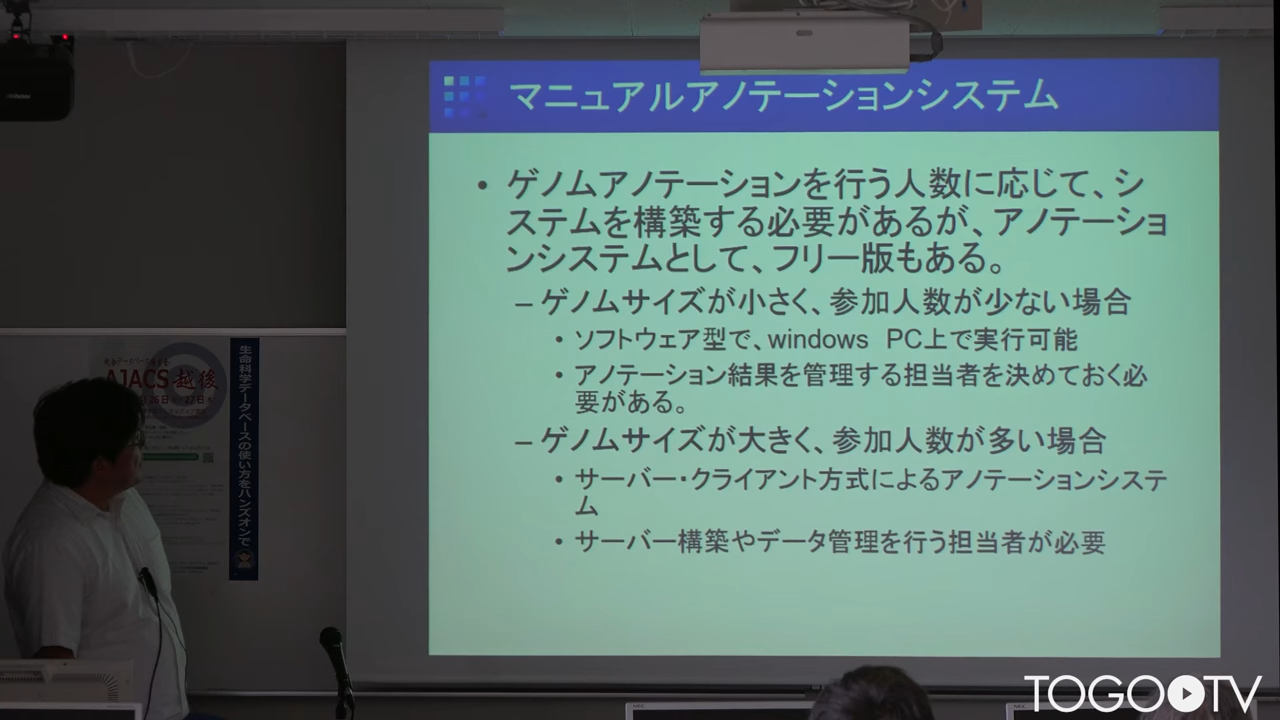 マニュアルアノテーションシステム
• ゲノムアノテーションを行う人数に応じて、シ
ステムを構築する必要があるが、アノテーショ
ンシステムとして、フリー版もある。
– ゲノムサイズが小さく、参加人数が少ない場合
• ソフトウェア型で、windows PC上で実行可能
• アノテーション結果を管理する担当者を決めておく必
要がある。
– ゲノムサイズが大きく、参加人数が多い場合
• サーバー・クライアント方式によるアノテーションシステ
ム
• サーバー構築やデータ管理を行う担当者が必要
AJACS越後
生命科学データベースの使い方をハンズオンで
NEC
NEC
TOGO TV